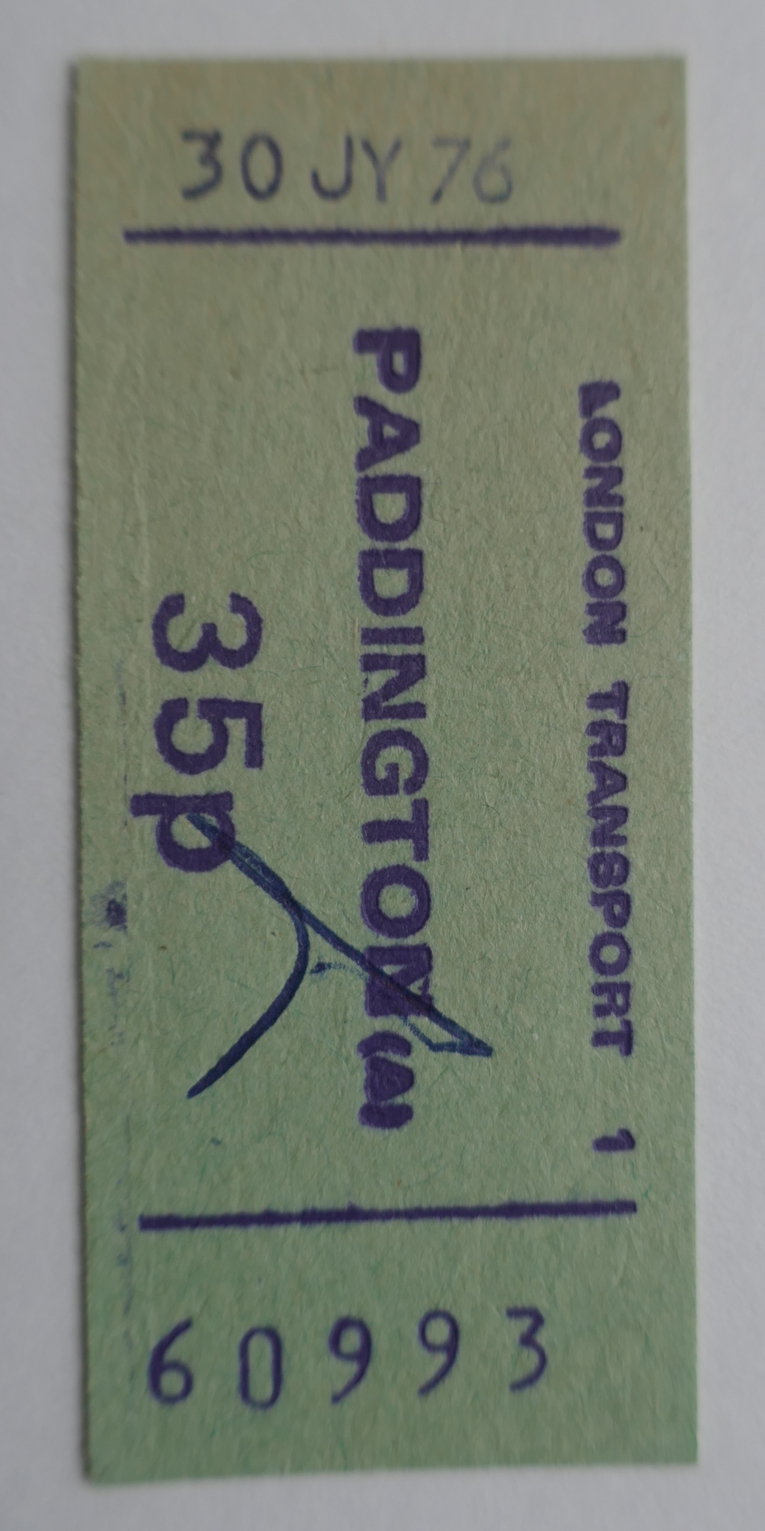 30 JY 76
LONDON TRANSPORT 1
PADDINGTON (A)
35p
60993